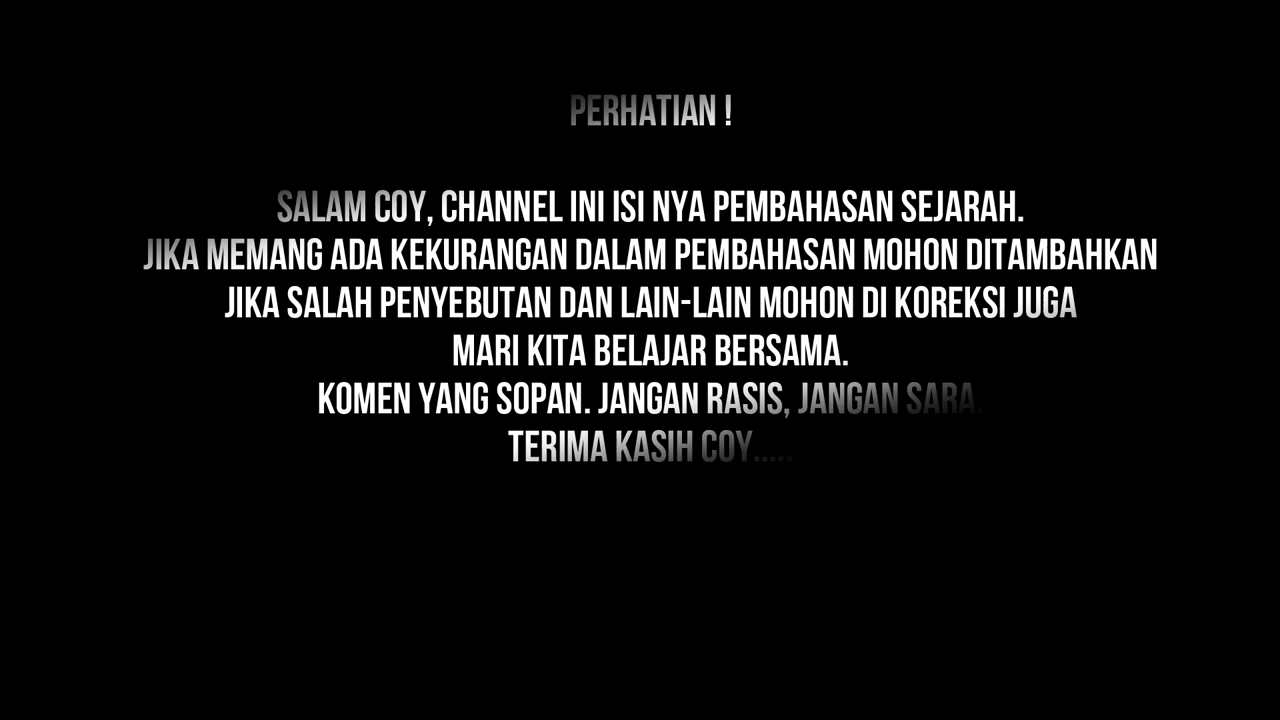 PERHATIAN !
SALAM COY, CHANNEL INI ISI NYA PEMBAHASAN SEJARAH.
JIKA MEMANG ADA KEKURANGAN DALAM PEMBAHASAN MOHON DITAMBAHKAN
JIKA SALAH PENYEBUTAN DAN LAIN-LAIN MOHON DI KOREKSI JUGA
MARI KITA BELAJAR BERSAMA.
KOMEN YANG SOPAN. JANGAN RASIS, JANGAN SARA.
TERIMA KASIH COY.....